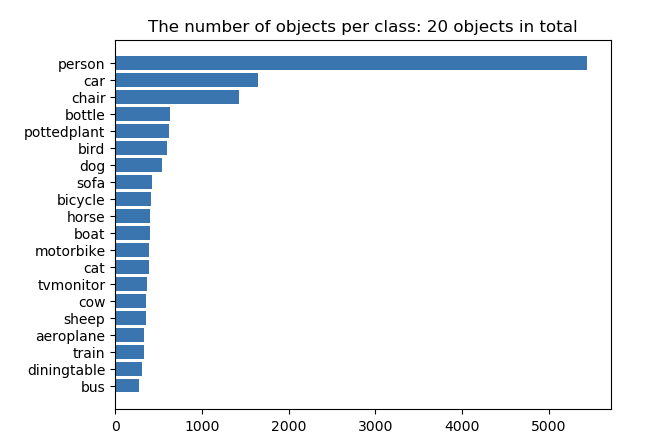 The number of objects per class: 20 objects in total
person
car
chair
bottle
pottedplant
bird
dog
sofa
bicycle
horse
boat
motorbike
cat
tvmonitor
cow
sheep
aeroplane
train
diningtable
bus
0 1000 2000 3000 4000 5000